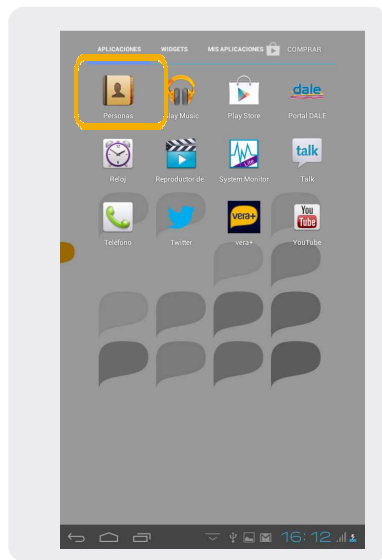 APLICACIONES WIDGETS MIS APLICACIONES COMPRAR
dale
Personas Play Music Play Store Portal DALE
Lite talk
Reloj Reproductor de System Monitor Talk
vera+ You Tube
Teléfono Twitter vera+ YouTube
16:12